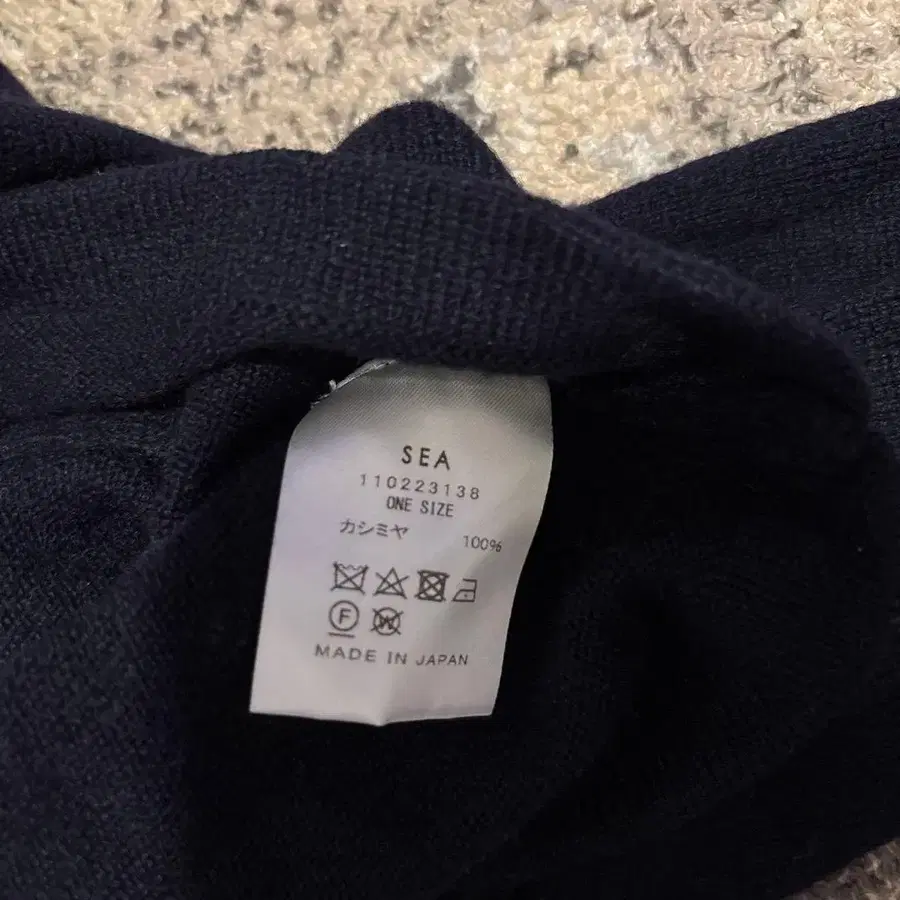 SEA
110223138
ONE SIZE
カシミヤ 100%
F W
MADE IN JAPAN